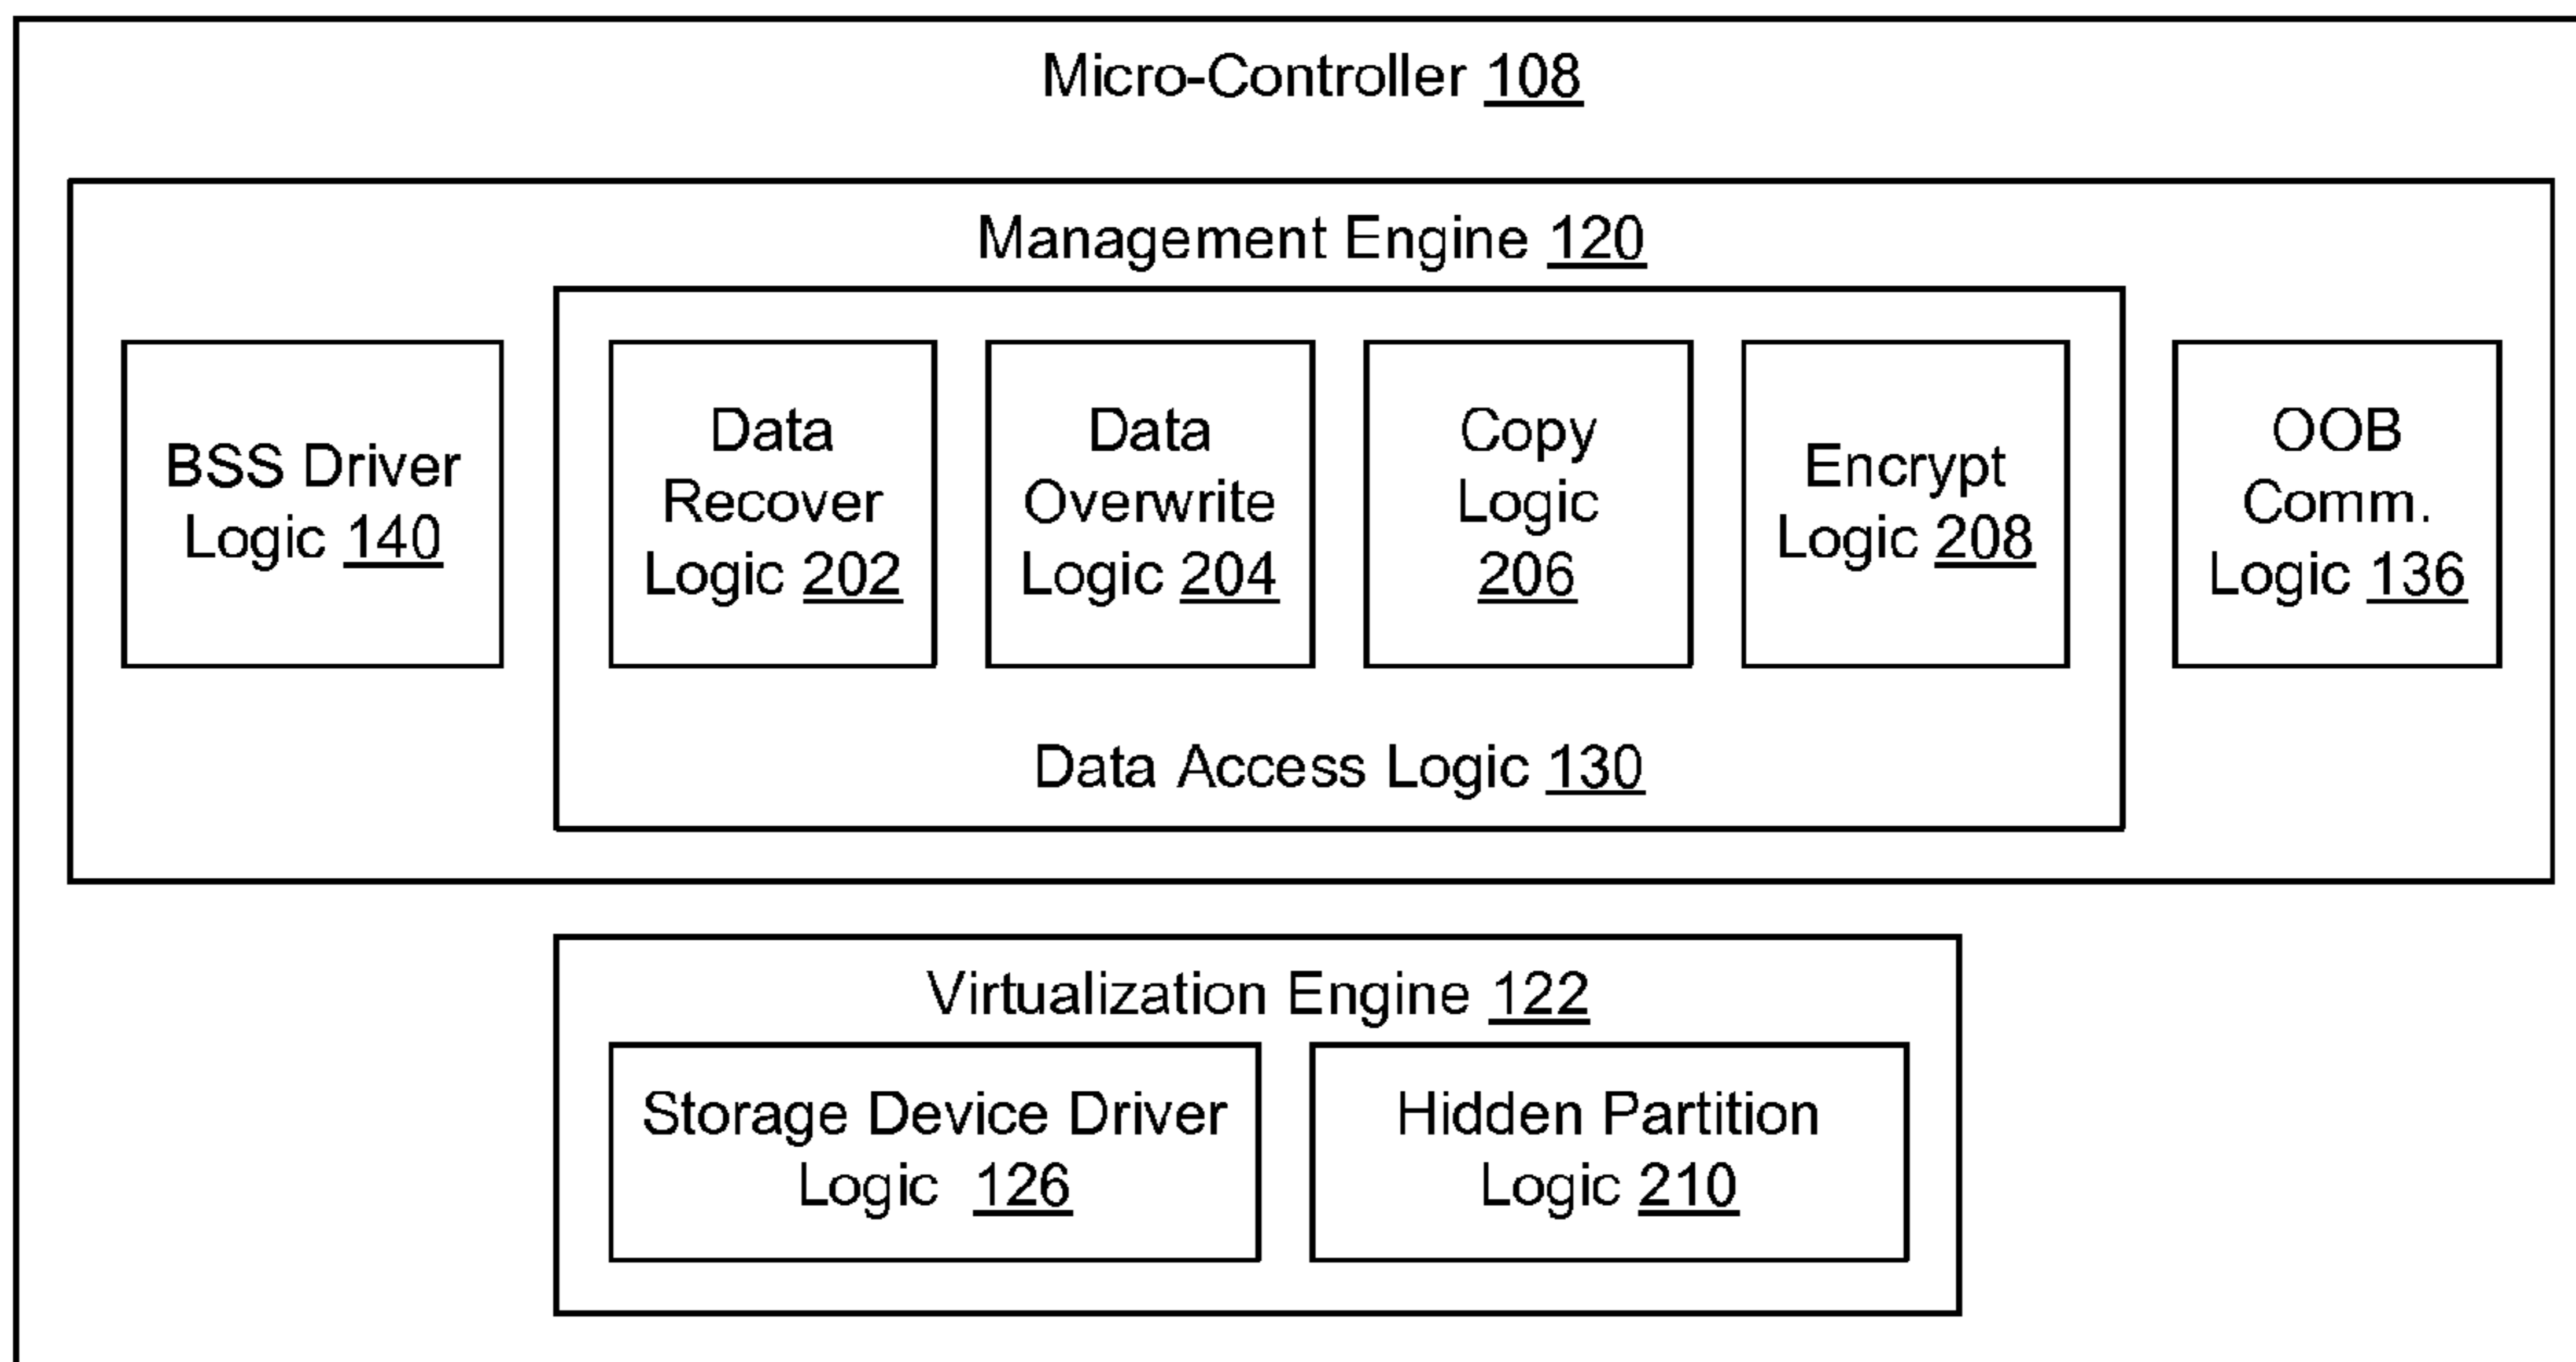 Micro-Controller 108
Management Engine 120
BSS Driver
Logic 140
Data
Recover
Logic 202
Data
Overwrite
Logic 204
Copy
Logic
206
Encrypt
Logic 208
OOB
Comm.
Logic 136
Data Access Logic 130
Virtualization Engine 122
Storage Device Driver
Logic 126
Hidden Partition
Logic 210